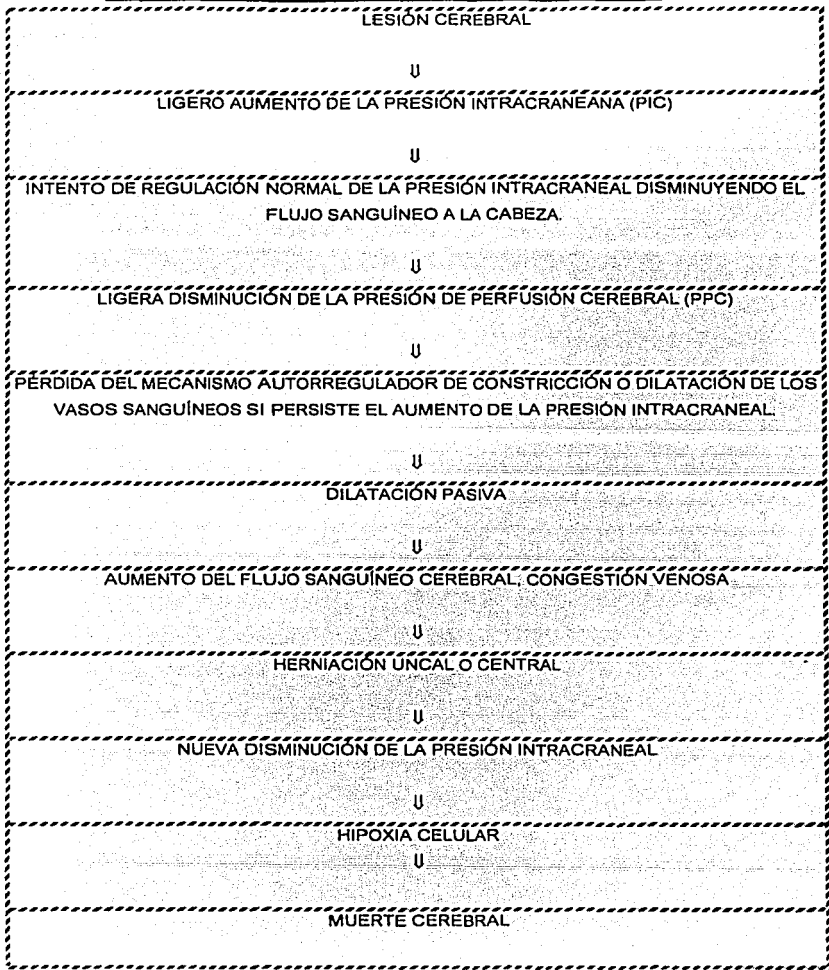 LESIÓN CEREBRAL
⇓
LIGERO AUMENTO DE LA PRESIÓN INTRACRANEANA (PIC)
⇓
INTENTO DE REGULACIÓN NORMAL DE LA PRESIÓN INTRACRANEAL DISMINUYENDO EL
FLUJO SANGUÍNEO A LA CABEZA.
⇓
LIGERA DISMINUCIÓN DE LA PRESIÓN DE PERFUSIÓN CEREBRAL (PPC)
⇓
PÉRDIDA DEL MECANISMO AUTORREGULADOR DE CONSTRICCIÓN O DILATACIÓN DE LOS
VASOS SANGUÍNEOS SI PERSISTE EL AUMENTO DE LA PRESIÓN INTRACRANEAL.
⇓
DILATACIÓN PASIVA
⇓
AUMENTO DEL FLUJO SANGUÍNEO CEREBRAL, CONGESTIÓN VENOSA
⇓
HERNIACIÓN UNCAL O CENTRAL
⇓
NUEVA DISMINUCIÓN DE LA PRESIÓN INTRACRANEAL
⇓
HIPOXIA CELULAR
⇓
MUERTE CEREBRAL